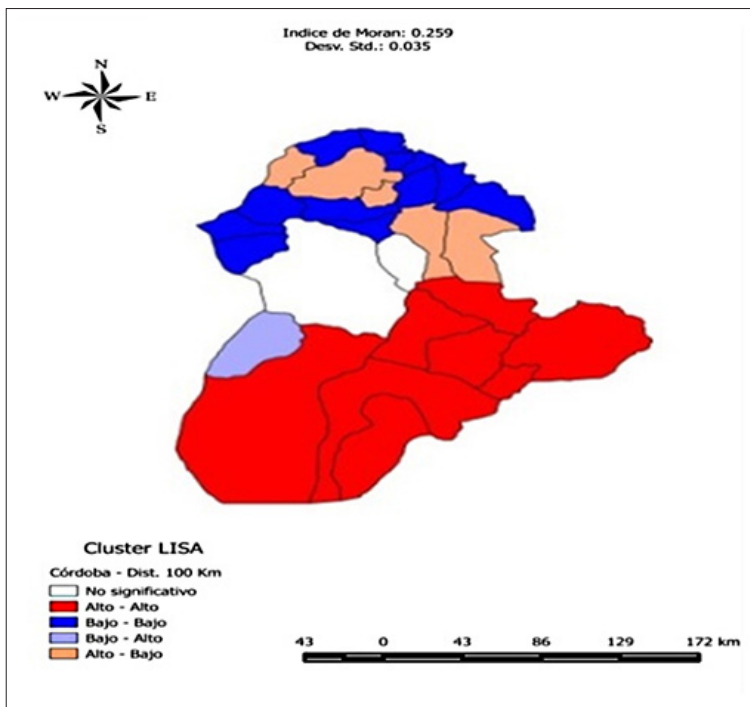 Indice de Moran: 0.259
Desv. Std.: 0.035
N
W E
S
Cluster LISA
Córdoba - Dist. 100 Km
No significativo
Alto - Alto
Bajo - Bajo
Bajo - Alto
Alto - Bajo
43 0 43 86 129 172 km